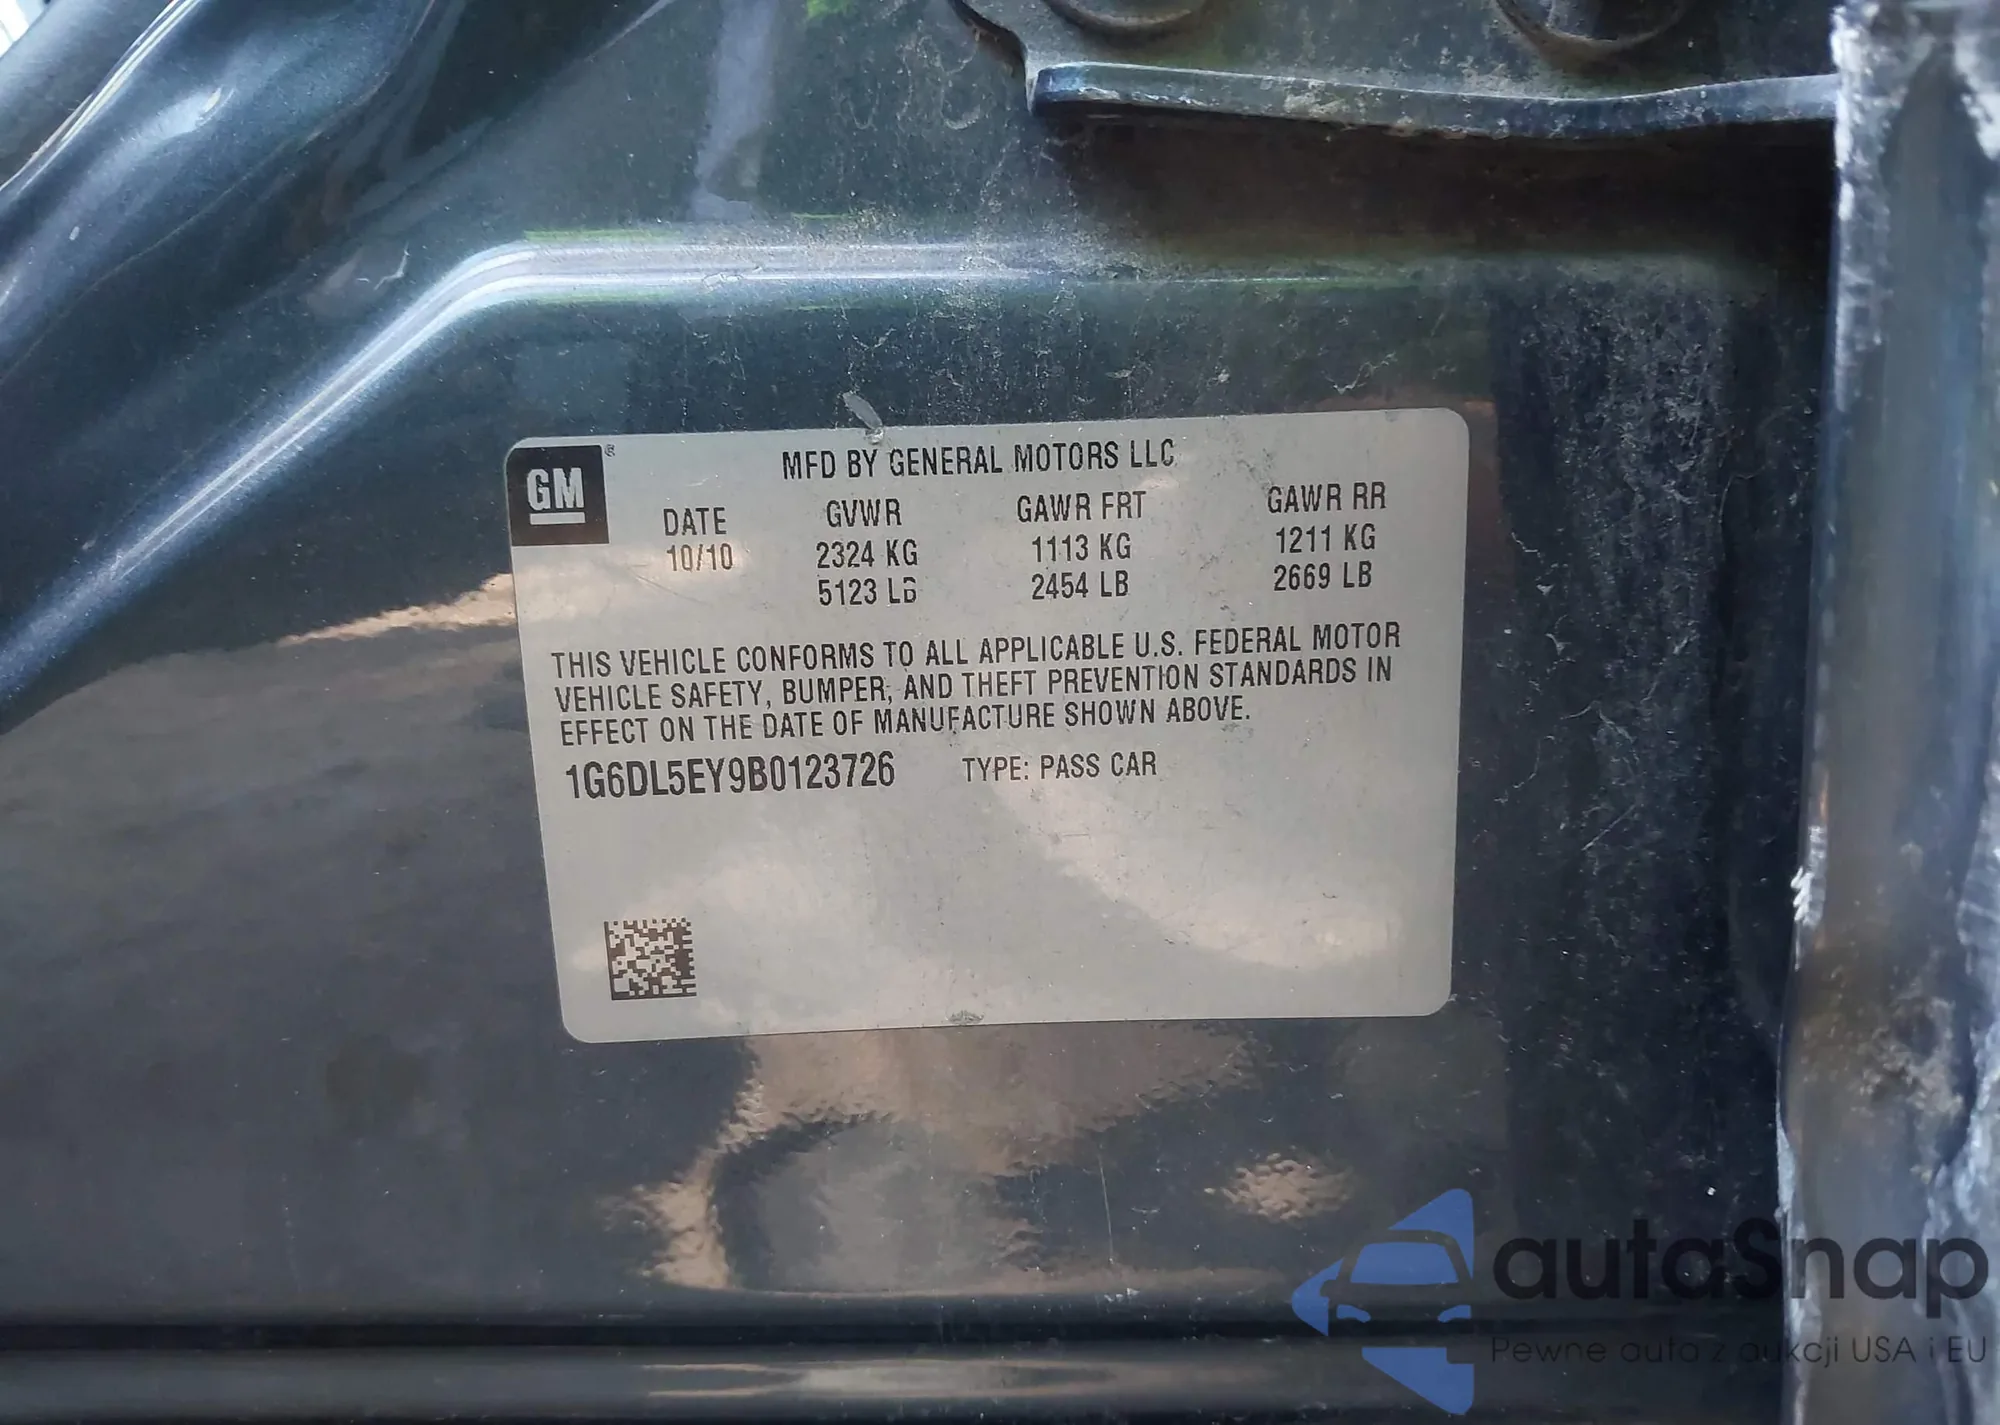 GM
MFD BY GENERAL MOTORS LLC
DATE GVWR GAWR FRT GAWR RR
10/10 2324 KG 1113 KG 1211 KG
5123 LB 2454 LB 2669 LB
THIS VEHICLE CONFORMS TO ALL APPLICABLE U.S. FEDERAL MOTOR
VEHICLE SAFETY, BUMPER, AND THEFT PREVENTION STANDARDS IN
EFFECT ON THE DATE OF MANUFACTURE SHOWN ABOVE.
1G6DL5EY9B0123726 TYPE: PASS CAR
autoSnap
Pewne auto z aukcji USA i EU